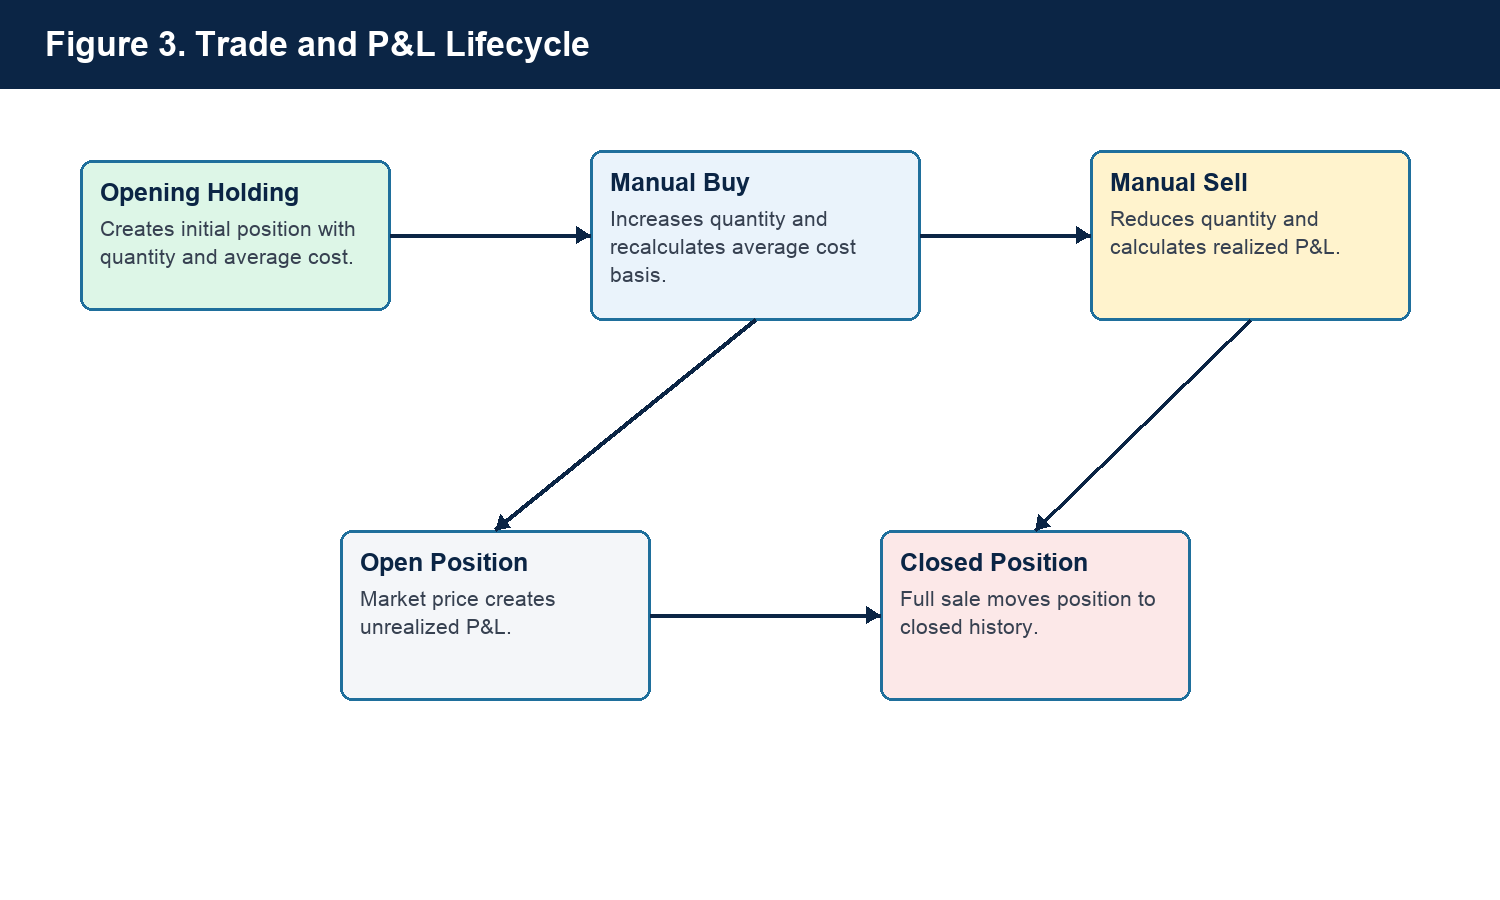 Figure 3. Trade and P&L Lifecycle
Opening Holding
Creates initial position with
quantity and average cost.
Manual Buy
Increases quantity and
recalculates average cost
basis.
Manual Sell
Reduces quantity and
calculates realized P&L.
Open Position
Market price creates
unrealized P&L.
Closed Position
Full sale moves position to
closed history.